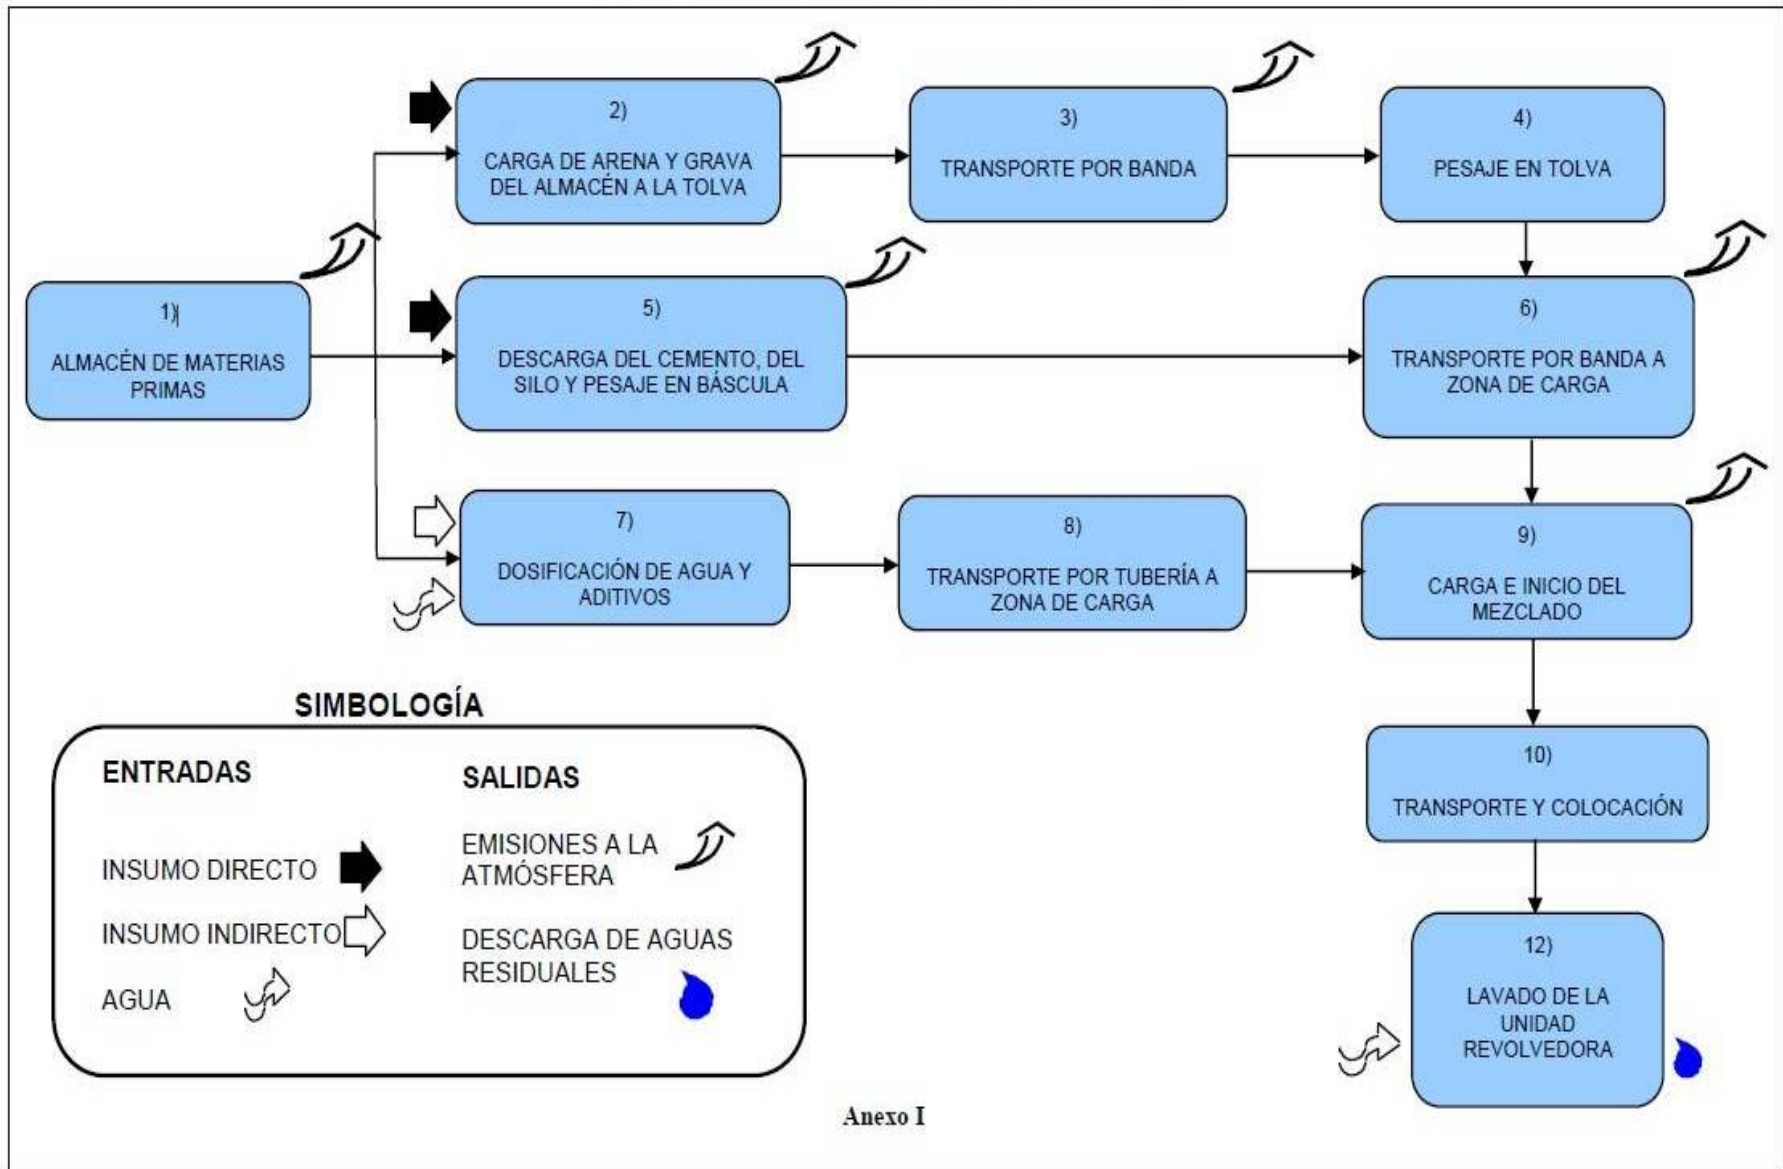 2)
CARGA DE ARENA Y GRAVA
DEL ALMACÉN A LA TOLVA
3)
TRANSPORTE POR BANDA
4)
PESAJE EN TOLVA
1)
ALMACÉN DE MATERIAS
PRIMAS
5)
DESCARGA DEL CEMENTO, DEL
SILO Y PESAJE EN BÁSCULA
6)
TRANSPORTE POR BANDA A
ZONA DE CARGA
7)
DOSIFICACIÓN DE AGUA Y
ADITIVOS
8)
TRANSPORTE POR TUBERÍA A
ZONA DE CARGA
9)
CARGA E INICIO DEL
MEZCLADO
10)
TRANSPORTE Y COLOCACIÓN
12)
LAVADO DE LA
UNIDAD
REVOLVEDORA
SIMBOLOGÍA
ENTRADAS
INSUMO DIRECTO
INSUMO INDIRECTO
AGUA
SALIDAS
EMISIONES A LA
ATMÓSFERA
DESCARGA DE AGUAS
RESIDUALES
Anexo I